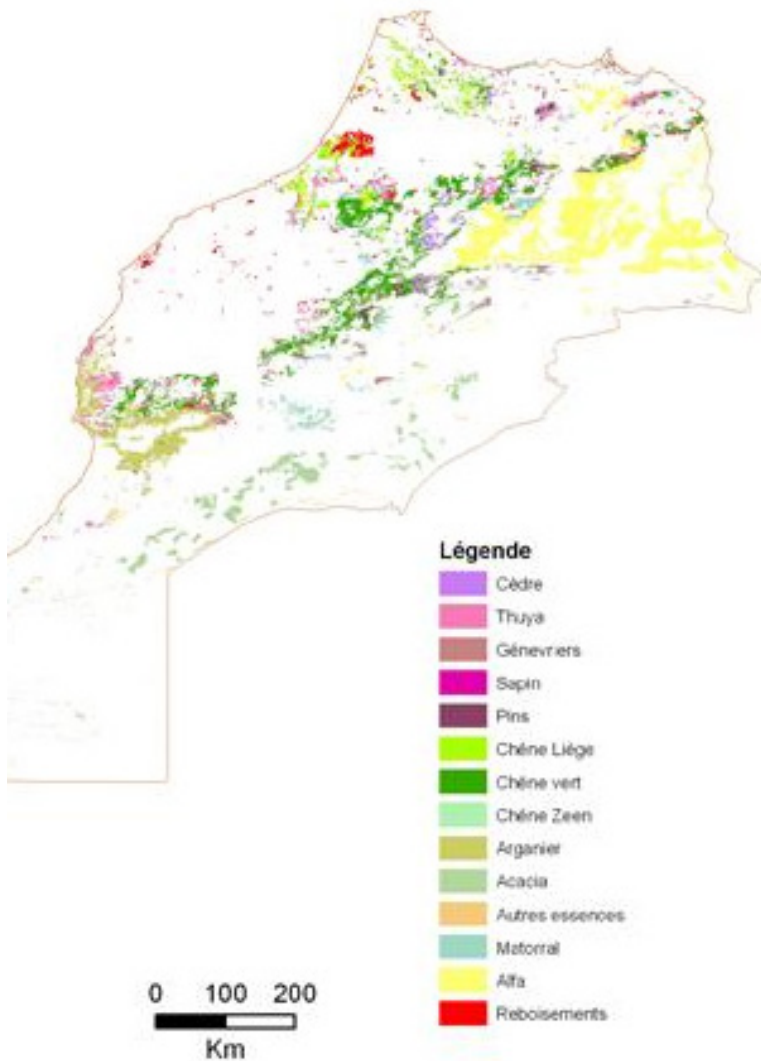 Légende
Cèdre
Thuya
Génevriers
Sapin
Pins
Chêne Liège
Chêne vert
Chêne Zeen
Arganier
Acacia
Autres essences
Matorral
Alfa
Reboisements
0 100 200
Km